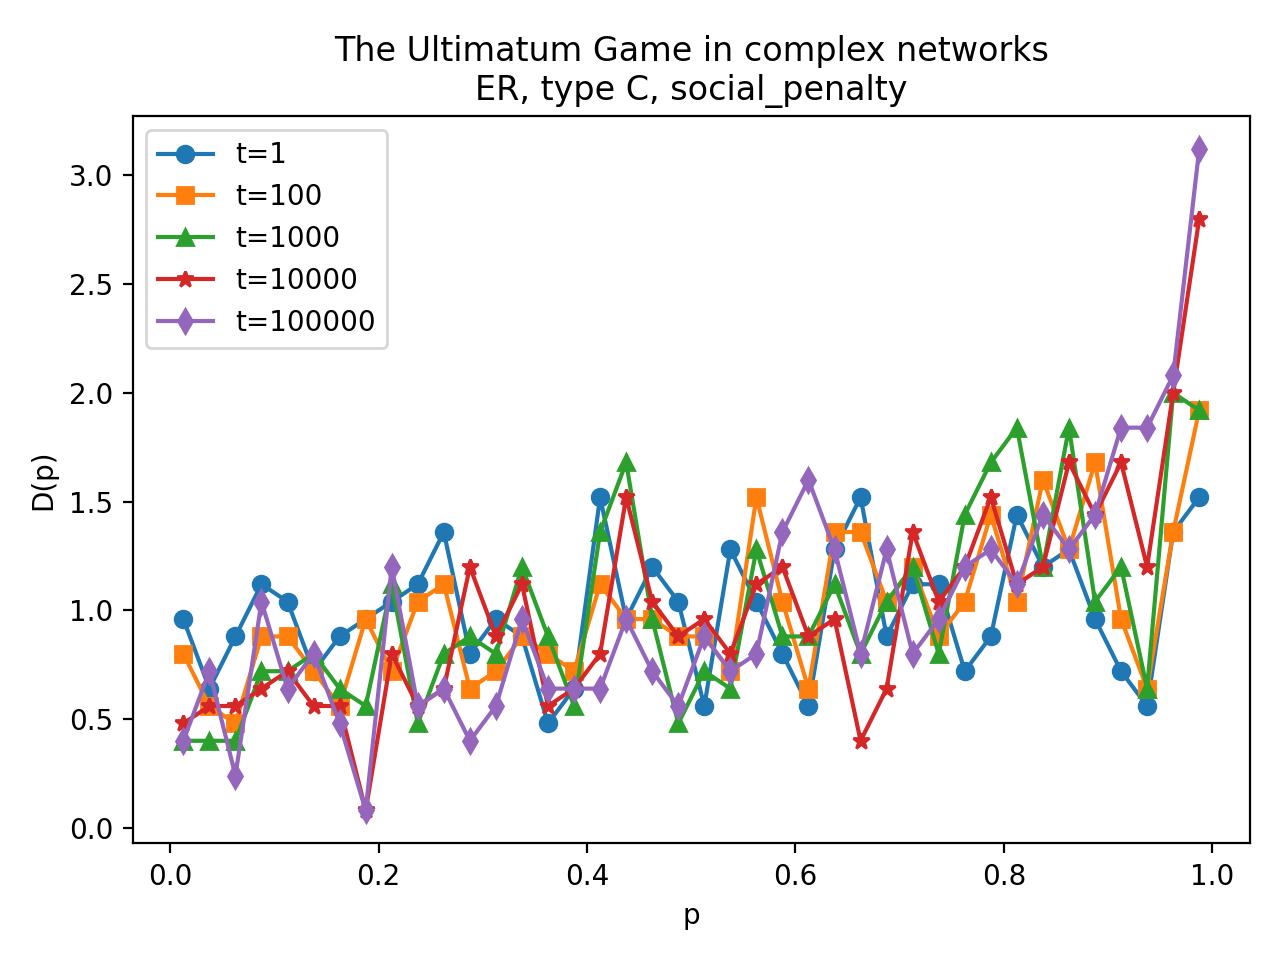 The Ultimatum Game in complex networks
ER, type C, social_penalty
t=1
t=100
t=1000
t=10000
t=100000
3.0
2.5
2.0
1.5
1.0
0.5
0.0
D(p)
0.0 0.2 0.4 0.6 0.8 1.0
p